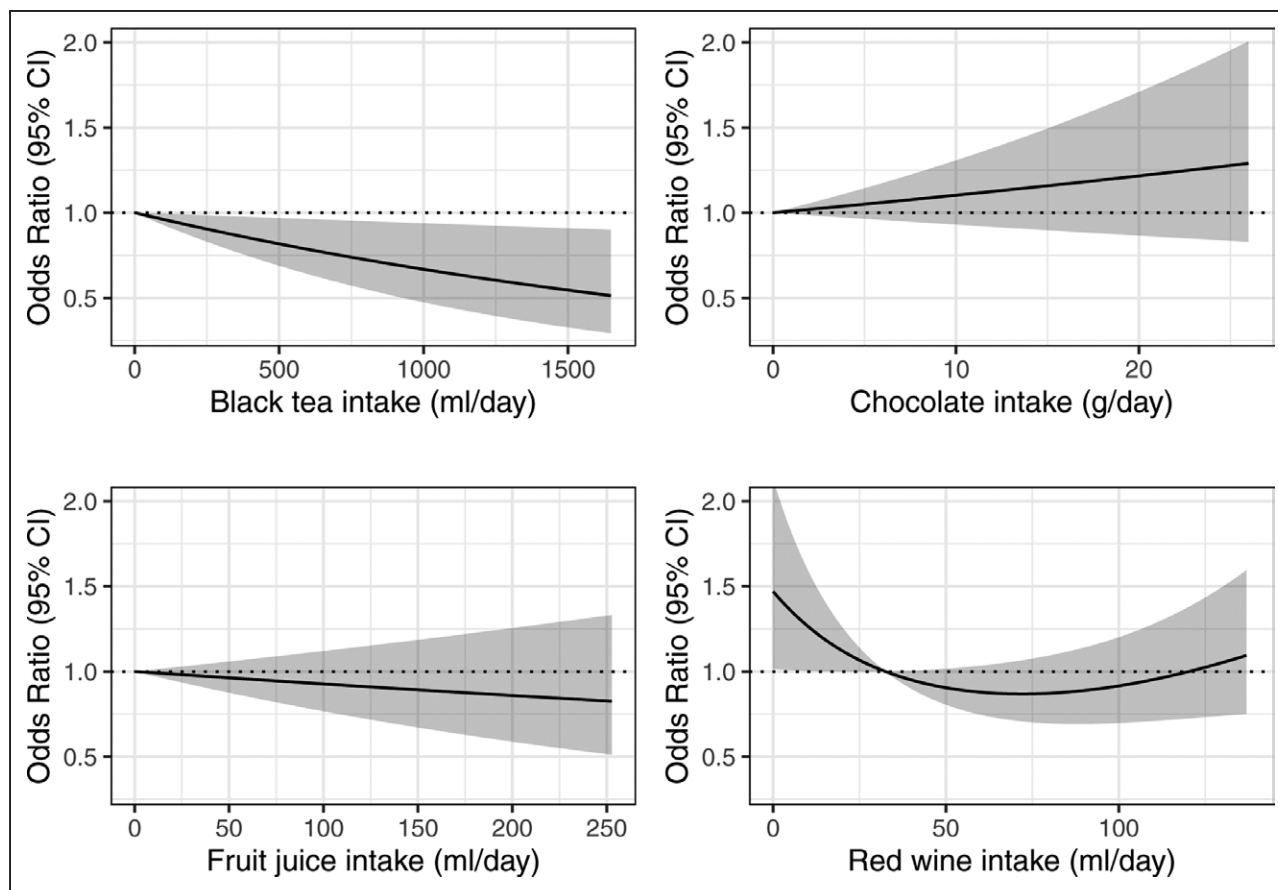 Odds Ratio (95% CI)
2.0
1.5
1.0
0.5
0 500 1000 1500
Black tea intake (ml/day)
Odds Ratio (95% CI)
2.0
1.5
1.0
0.5
0 10 20
Chocolate intake (g/day)
Odds Ratio (95% CI)
2.0
1.5
1.0
0.5
0 25 50 75 100 150 200 250
Fruit juice intake (ml/day)
Odds Ratio (95% CI)
2.0
1.5
1.0
0.5
0 50 100
Red wine intake (ml/day)